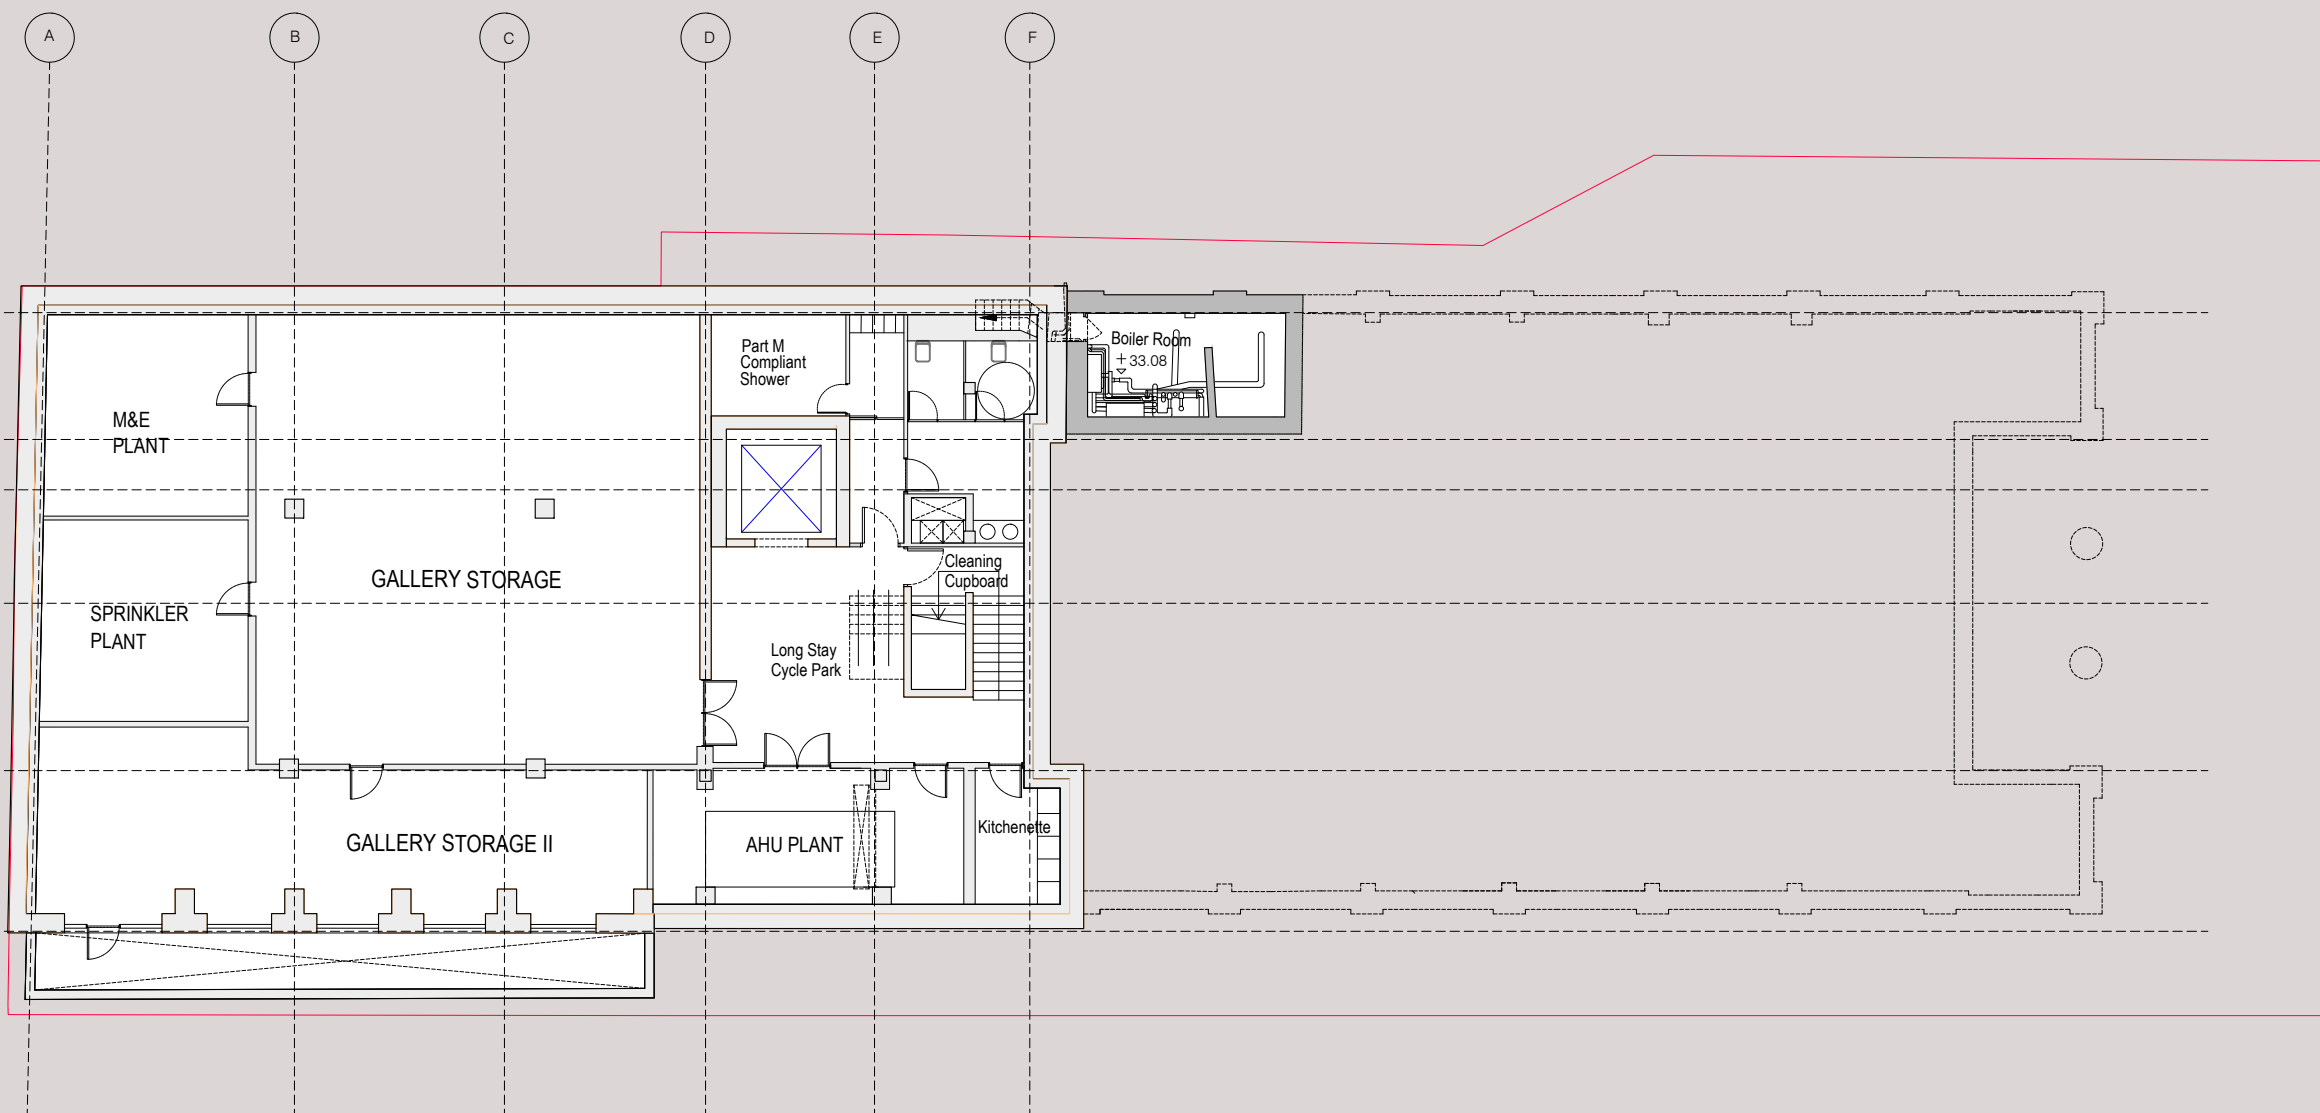 A
B
C
D
E
F
Part M
Compliant
Shower
Boiler Room
33.08
M&E
PLANT
GALLERY STORAGE
Cleaning
Cupboard
SPRINKLER
PLANT
Long Stay
Cycle Park
GALLERY STORAGE II
AHU PLANT
Kitchenette